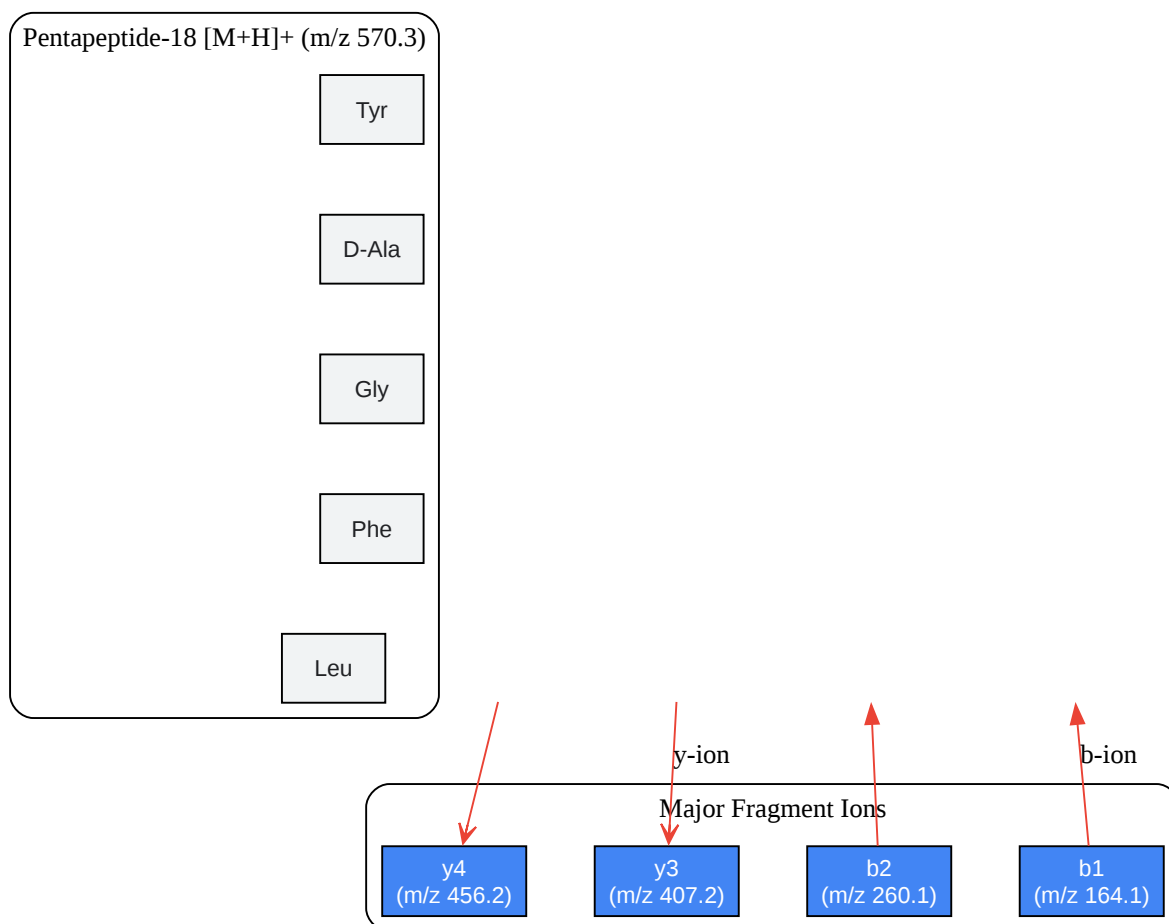 Pentapeptide-18 [M+H]+ (m/z 570.3)
Tyr
D-Ala
Gly
Phe
Leu
y-ion
b-ion
Major Fragment Ions
y4
(m/z 456.2)
y3
(m/z 407.2)
b2
(m/z 260.1)
b1
(m/z 164.1)